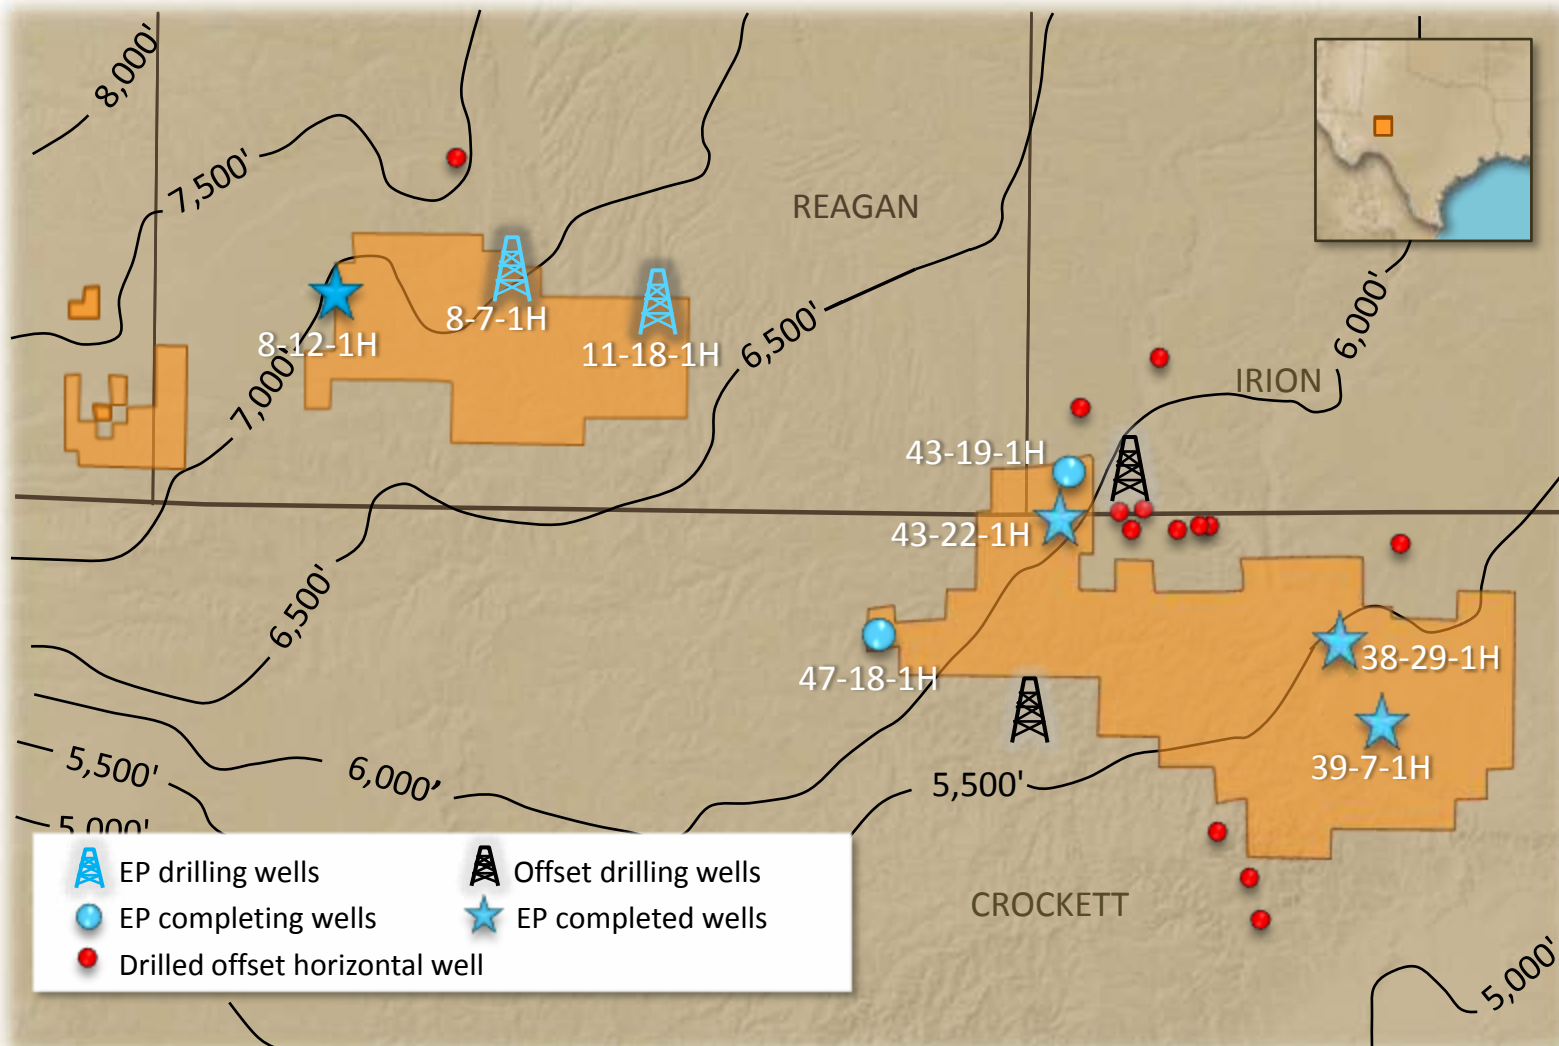 8,000'
7,500'
REAGAN
6,000'
8-7-1H
8-12-1H
11-18-1H
6,500'
7,000'
IRION
43-19-1H
43-22-1H
6,500'
38-29-1H
47-18-1H
5,500'
6,000'
5,500'
39-7-1H
5,000'
EP drilling wells
Offset drilling wells
EP completing wells
EP completed wells
Drilled offset horizontal well
CROCKETT
5,000'